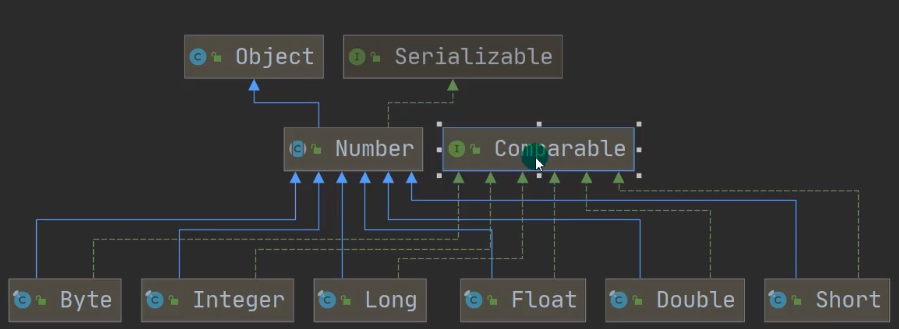 Object Serializable
Number Comparable
Byte Integer Long Float Double Short